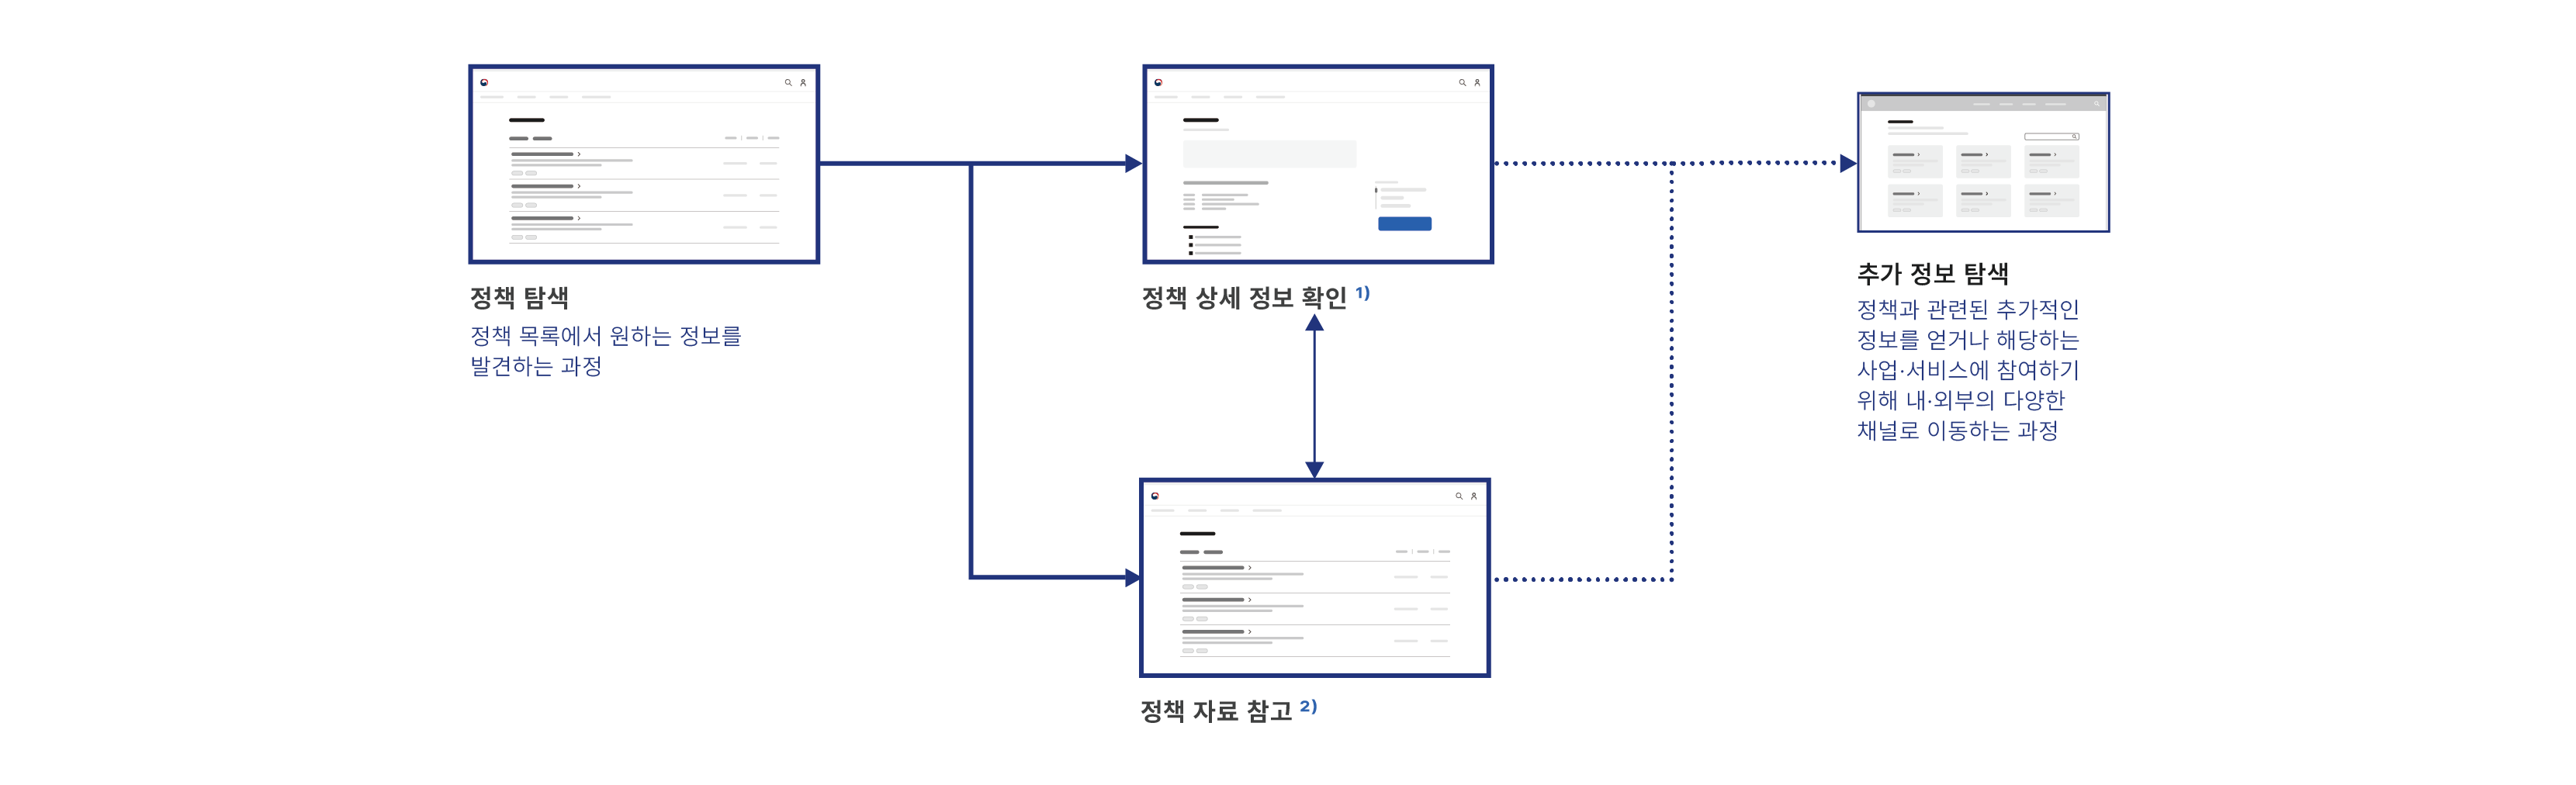 정책 탐색
정책 목록에서 원하는 정보를
발견하는 과정
정책 상세 정보 확인 1)
정책 자료 참고 2)
추가 정보 탐색
정책과 관련된 추가적인
정보를 얻거나 해당하는
사업·서비스에 참여하기
위해 내·외부의 다양한
채널로 이동하는 과정